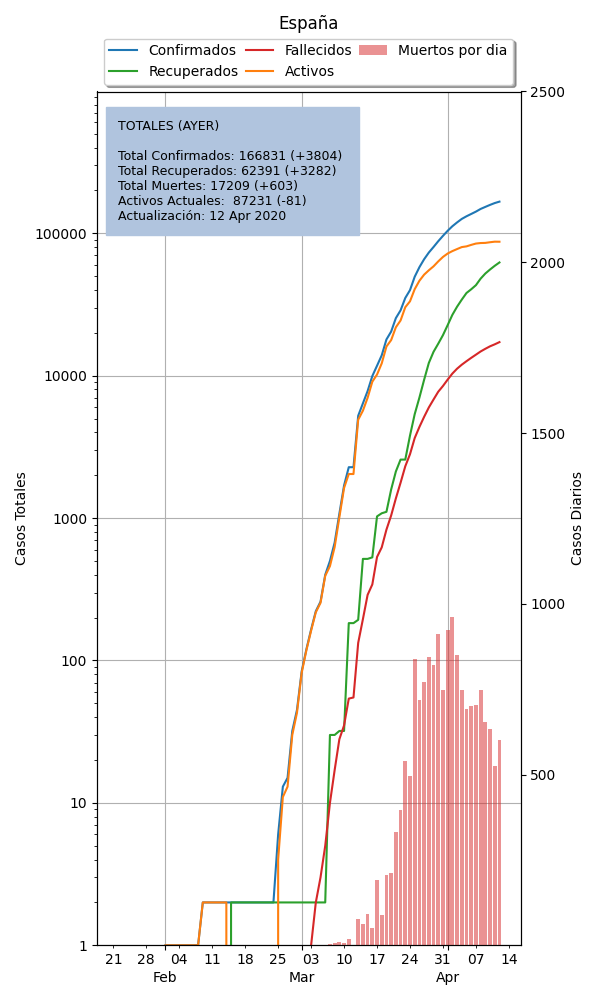 España
Confirmados Fallecidos Muertos por dia
Recuperados Activos
TOTALES (AYER)
Total Confirmados: 166831 (+3804)
Total Recuperados: 62391 (+3282)
Total Muertes: 17209 (+603)
Activos Actuales:  87231 (-81)
Actualización: 12 Apr 2020
Casos Totales
100000
10000
1000
100
10
1
2500
2000
1500
1000
500
Casos Diarios
21 28 04 11 18 25 03 10 17 24 31 07 14
Feb Mar Apr